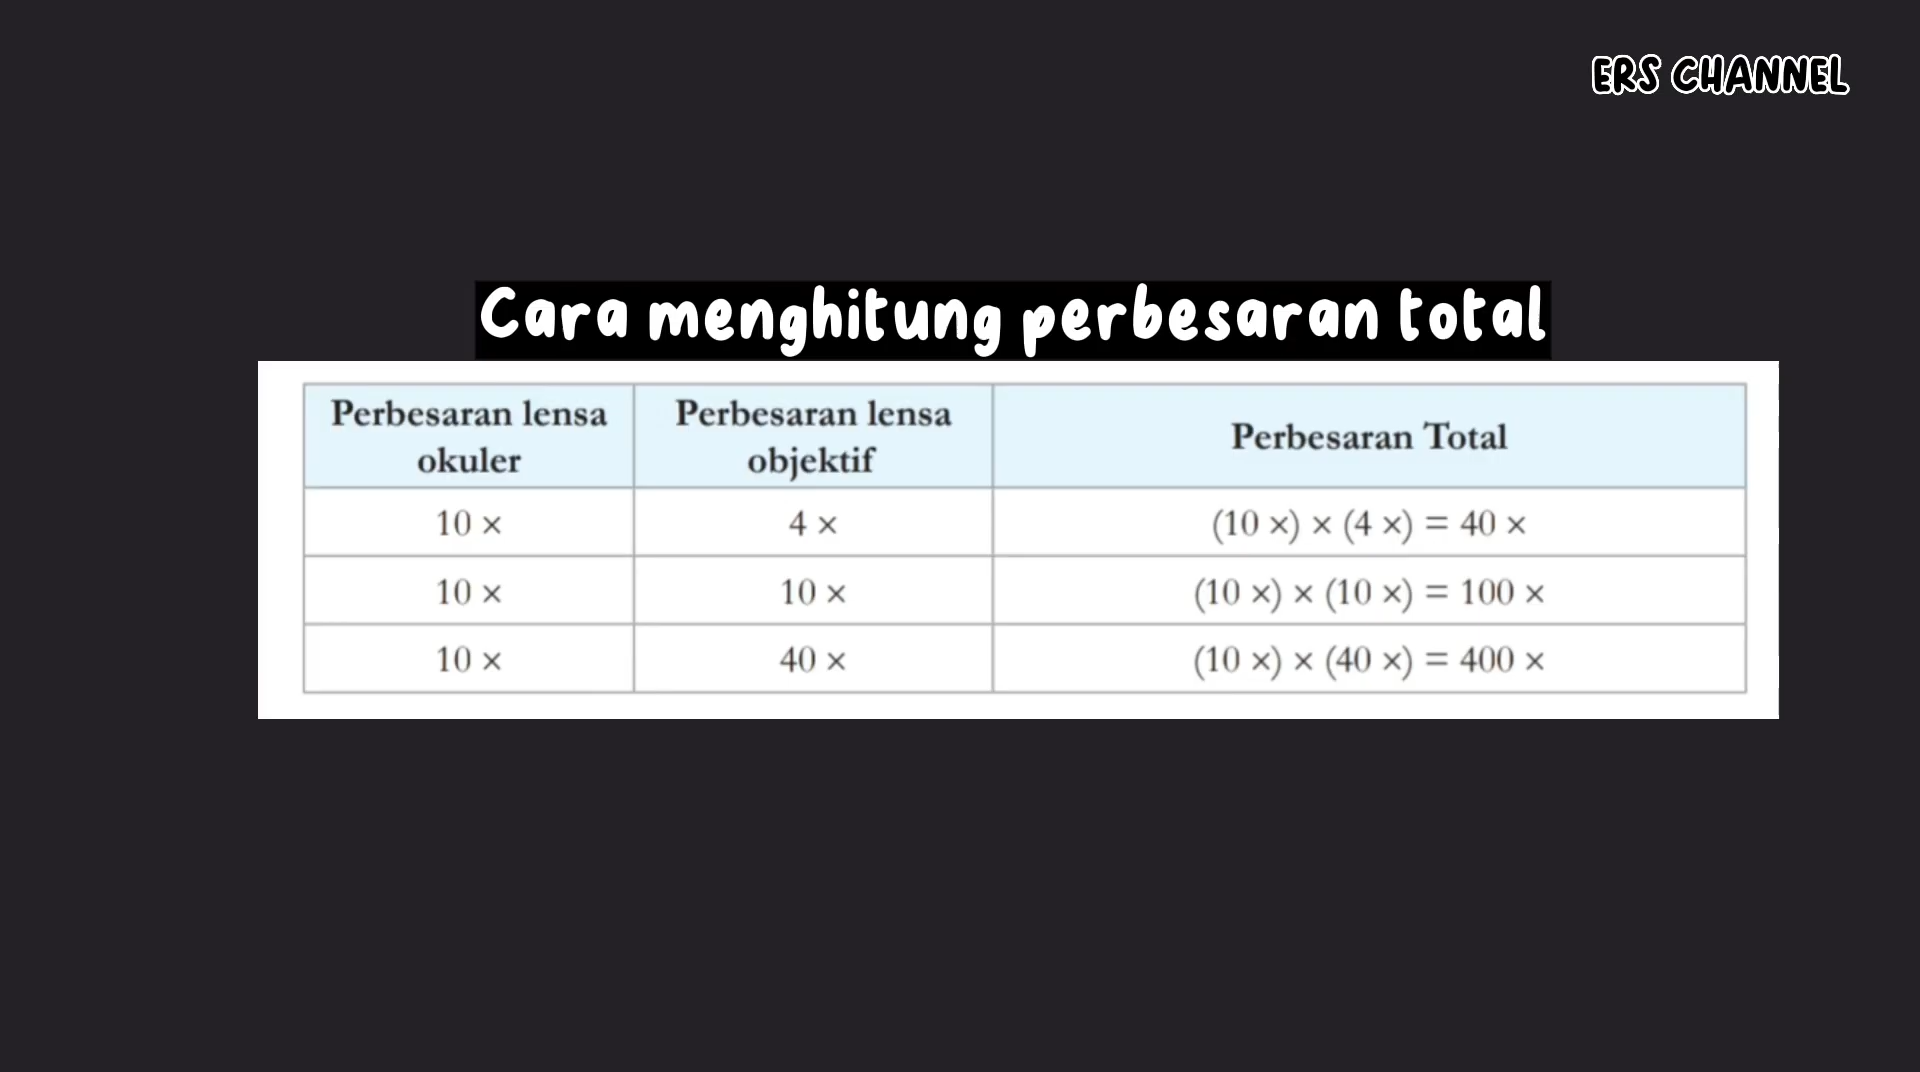 ERS CHANNEL
Cara menghitung perbesaran total
Perbesaran lensa okuler Perbesaran lensa objektif Perbesaran Total
10 × 4 × (10 ×) × (4 ×) = 40 ×
10 × 10 × (10 ×) × (10 ×) = 100 ×
10 × 40 × (10 ×) × (40 ×) = 400 ×